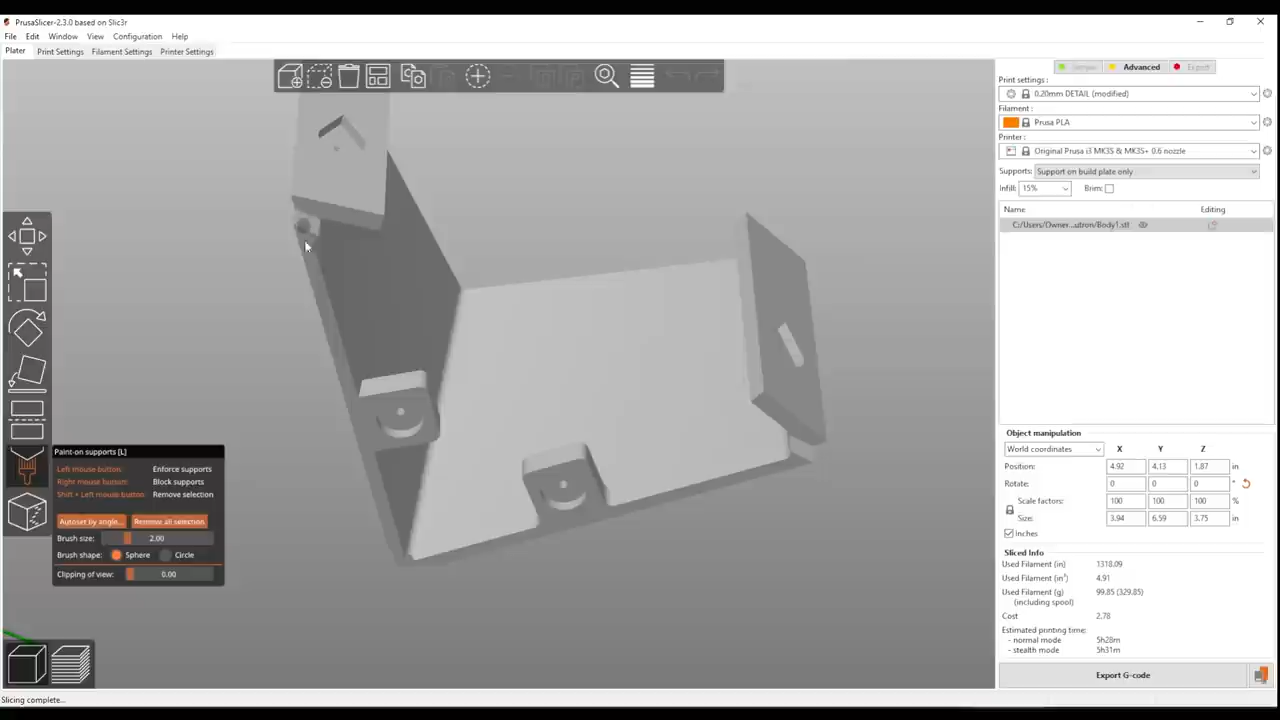 PrusaSlicer-2.3.0 based on Slic3r
File Edit Window View Configuration Help
Plater Print Settings Filament Settings Printer Settings
Advanced
Print settings :
0.20mm DETAIL (modified)
Filament :
Prusa PLA
Printer :
Original Prusa i3 MK3S & MK3S+ 0.6 nozzle
Supports: Support on build plate only
Infill: 15% Brim:
Name Editing
C:/Users/Owner...utron/Body1.stl
Paint-on supports [L]
Left mouse button: Enforce supports
Right mouse button: Block supports
Shift + Left mouse button: Remove selection
Autoset by angle... Remove all selection
Brush size: 2.00
Brush shape: Sphere Circle
Clipping of view: 0.00
Object manipulation
World coordinates X Y Z
Position: 4.92 4.13 1.87 in
Rotate: 0 0 0 °
Scale factors: 100 100 100 %
Size: 3.94 6.59 3.75 in
Inches
Sliced Info
Used Filament (in) 1318.09
Used Filament (in³) 4.91
Used Filament (g) 99.85 (329.85)
(including spool)
Cost 2.78
Estimated printing time:
- normal mode 5h28m
- stealth mode 5h31m
Export G-code
Slicing complete...